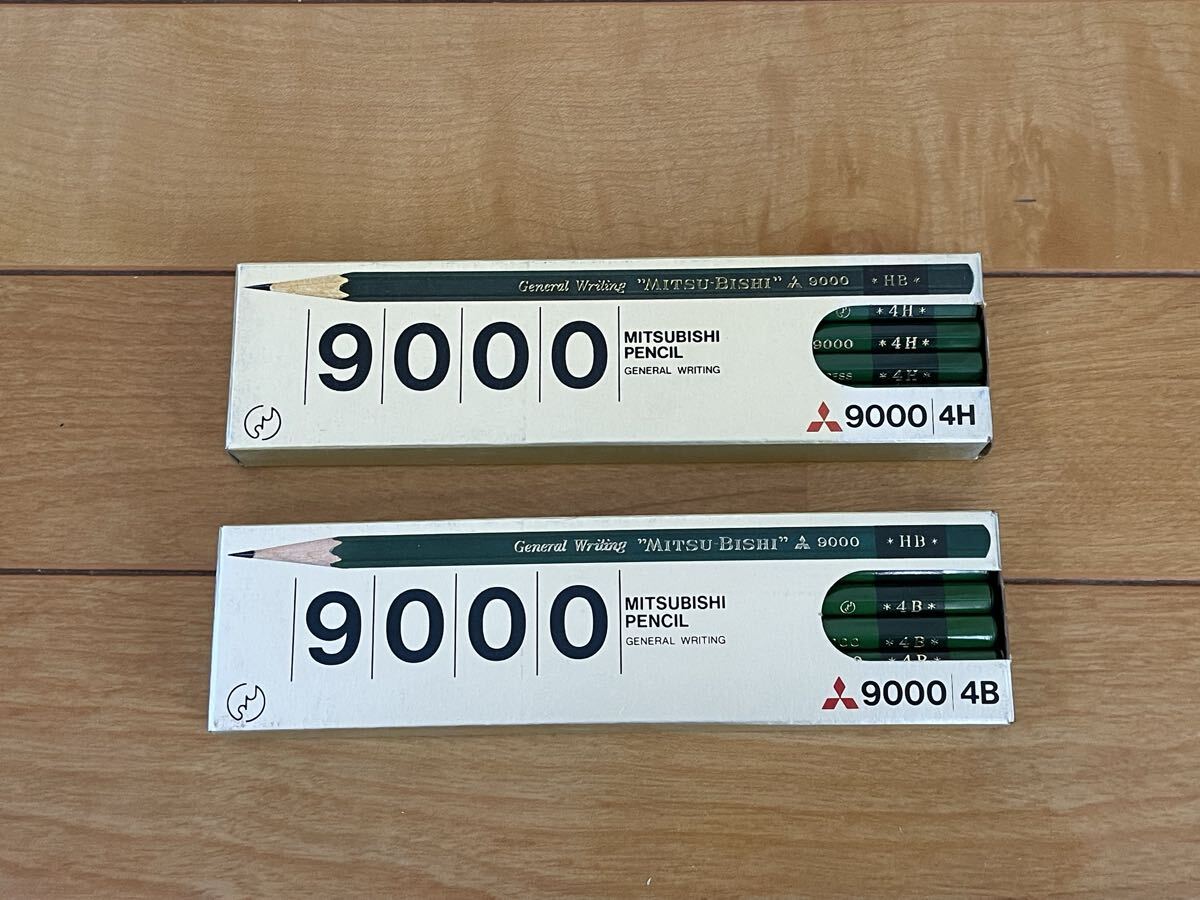 General Writing "MITSU-BISHI" 9000 * HB *
9000
MITSUBISHI
PENCIL
GENERAL WRITING
* 4H *
9000 * 4H *
* 4H *
9000 | 4H
General Writing "MITSU-BISHI" 9000 * HB *
9000
MITSUBISHI
PENCIL
GENERAL WRITING
* 4B *
* 4B *
* 4B *
9000 | 4B